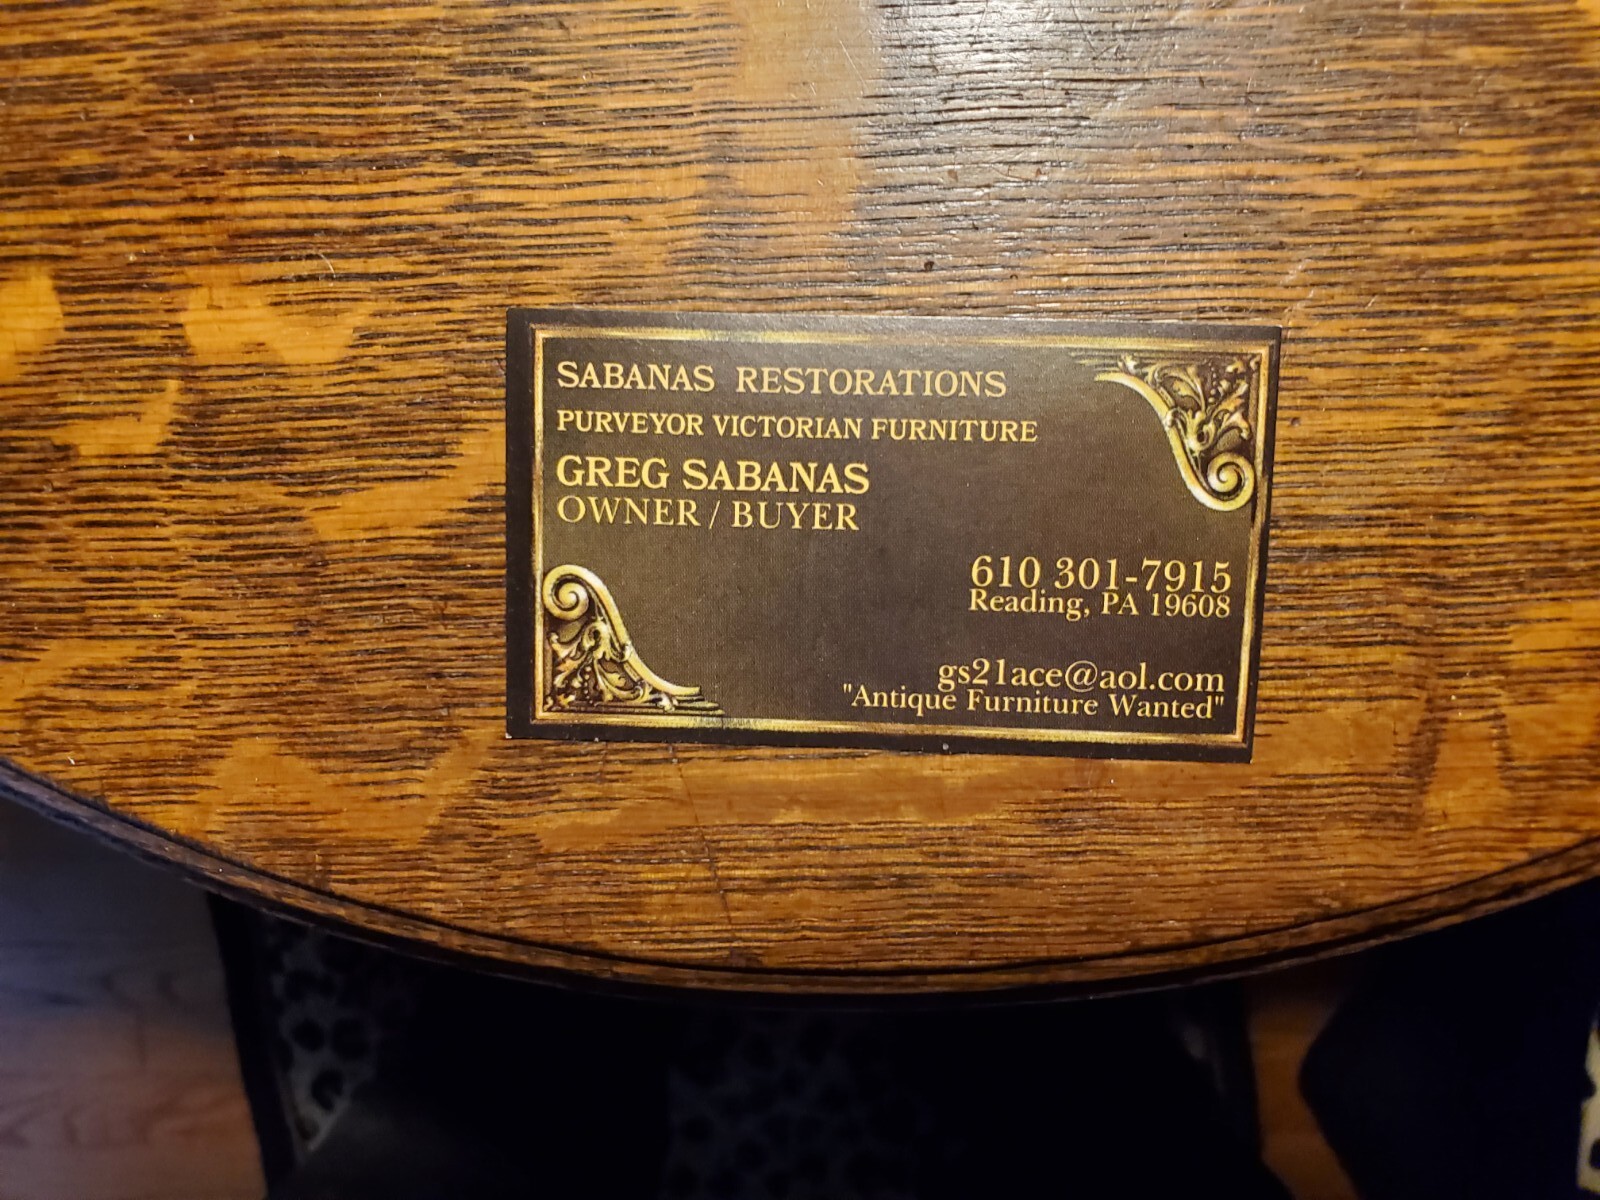 SABANAS RESTORATIONS
PURVEYOR VICTORIAN FURNITURE
GREG SABANAS
OWNER / BUYER
610 301-7915
Reading, PA 19608
gs21ace@aol.com
"Antique Furniture Wanted"